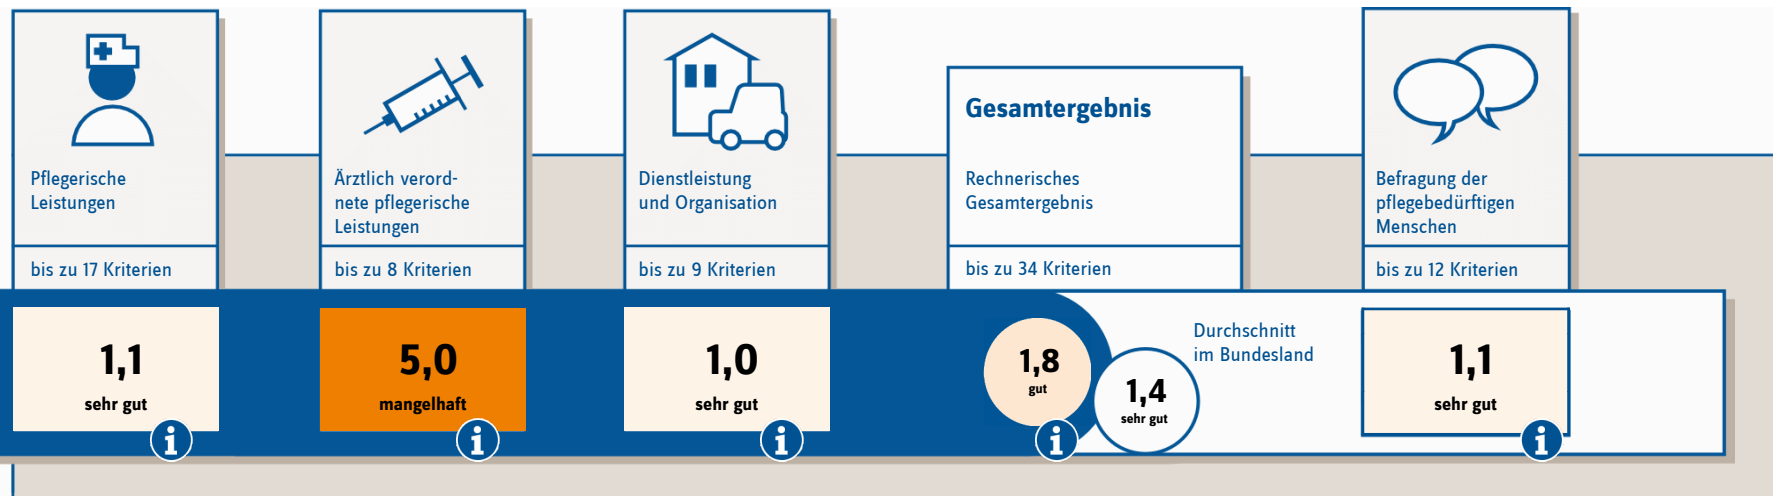 Pflegerische
Leistungen
bis zu 17 Kriterien
1,1
sehr gut
i
Ärztlich verord-
nete pflegerische
Leistungen
bis zu 8 Kriterien
5,0
mangelhaft
i
Dienstleistung
und Organisation
bis zu 9 Kriterien
1,0
sehr gut
i
Gesamtergebnis
Rechnerisches
Gesamtergebnis
bis zu 34 Kriterien
1,8
gut
i
Durchschnitt
im Bundesland
1,4
sehr gut
Befragung der
pflegebedürftigen
Menschen
bis zu 12 Kriterien
1,1
sehr gut
i